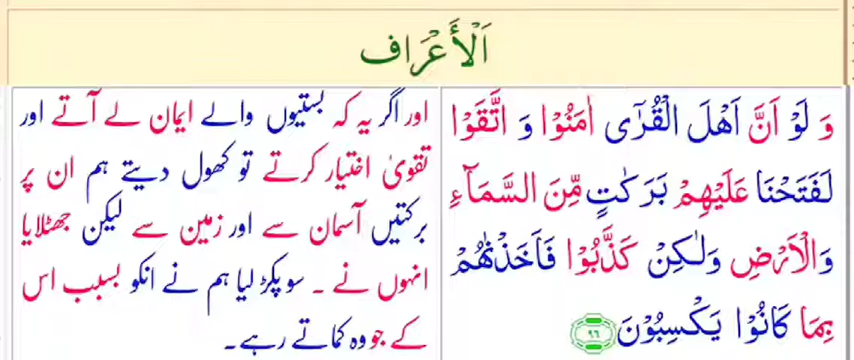 اَلْأَعْرَاف
وَ لَوْ اَنَّ اَهْلَ الْقُرٰٓى اٰمَنُوْا وَ اتَّقَوْا
لَفَتَحْنَا عَلَيْهِمْ بَرَكٰتٍ مِّنَ السَّمَآءِ
وَالْاَرْضِ وَلٰكِنْ كَذَّبُوْا فَاَخَذْنٰهُمْ
بِمَا كَانُوْا يَكْسِبُوْنَ ٩٦
اور اگر یہ کہ بستیوں والے ایمان لے آتے اور
تقویٰ اختیار کرتے تو کھول دیتے ہم ان پر
برکتیں آسمان سے اور زمین سے لیکن جھٹلایا
انہوں نے ۔ سو پکڑ لیا ہم نے انکو بسبب اس
کے جو وہ کماتے رہے۔